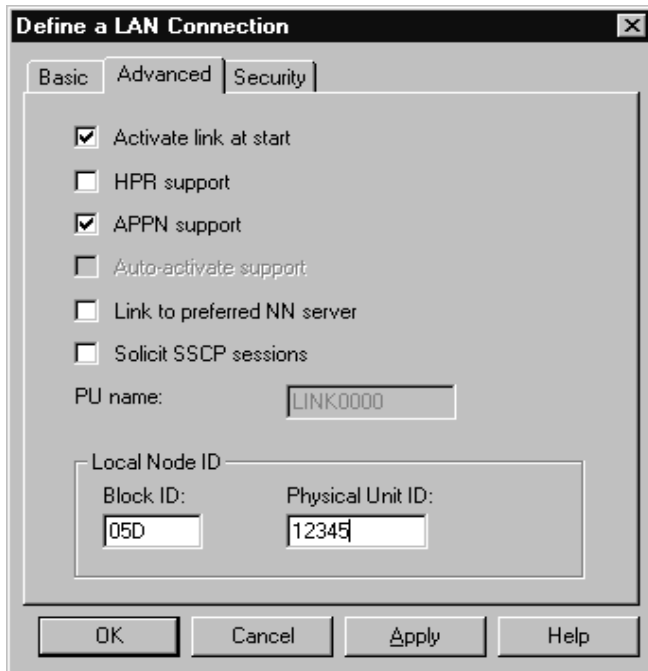 Define a LAN Connection
Basic Advanced Security
Activate link at start
HPR support
APPN support
Auto-activate support
Link to preferred NN server
Solicit SSCP sessions
PU name: LINK0000
Local Node ID
Block ID: Physical Unit ID:
05D 12345
OK Cancel Apply Help